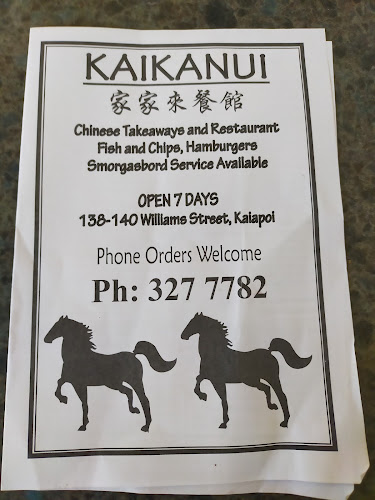 KAIKANUi
家家來餐館
Chinese Takeaways and Restaurant
Fish and Chips, Hamburgers
Smorgasbord Service Available
OPEN 7 DAYS
138-140 Williams Street, Kaiapoi
Phone Orders Welcome
Ph: 327 7782